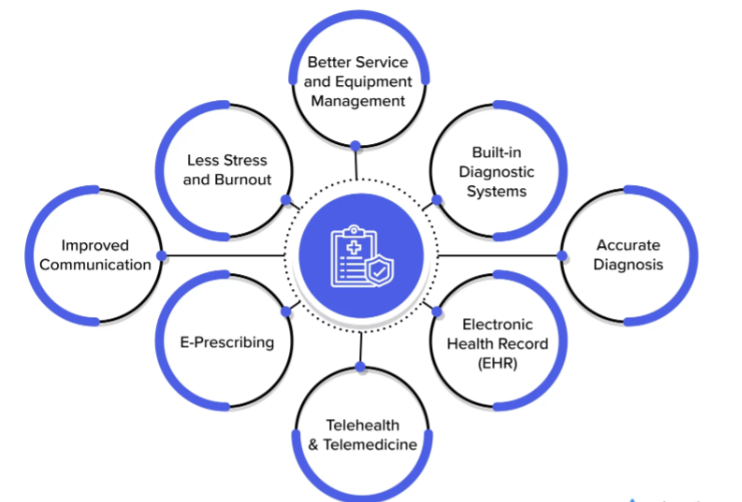 Better Service
and Equipment
Management
Less Stress
and Burnout
Built-in
Diagnostic
Systems
Improved
Communication
Accurate
Diagnosis
E-Prescribing
Electronic
Health Record
(EHR)
Telehealth
& Telemedicine